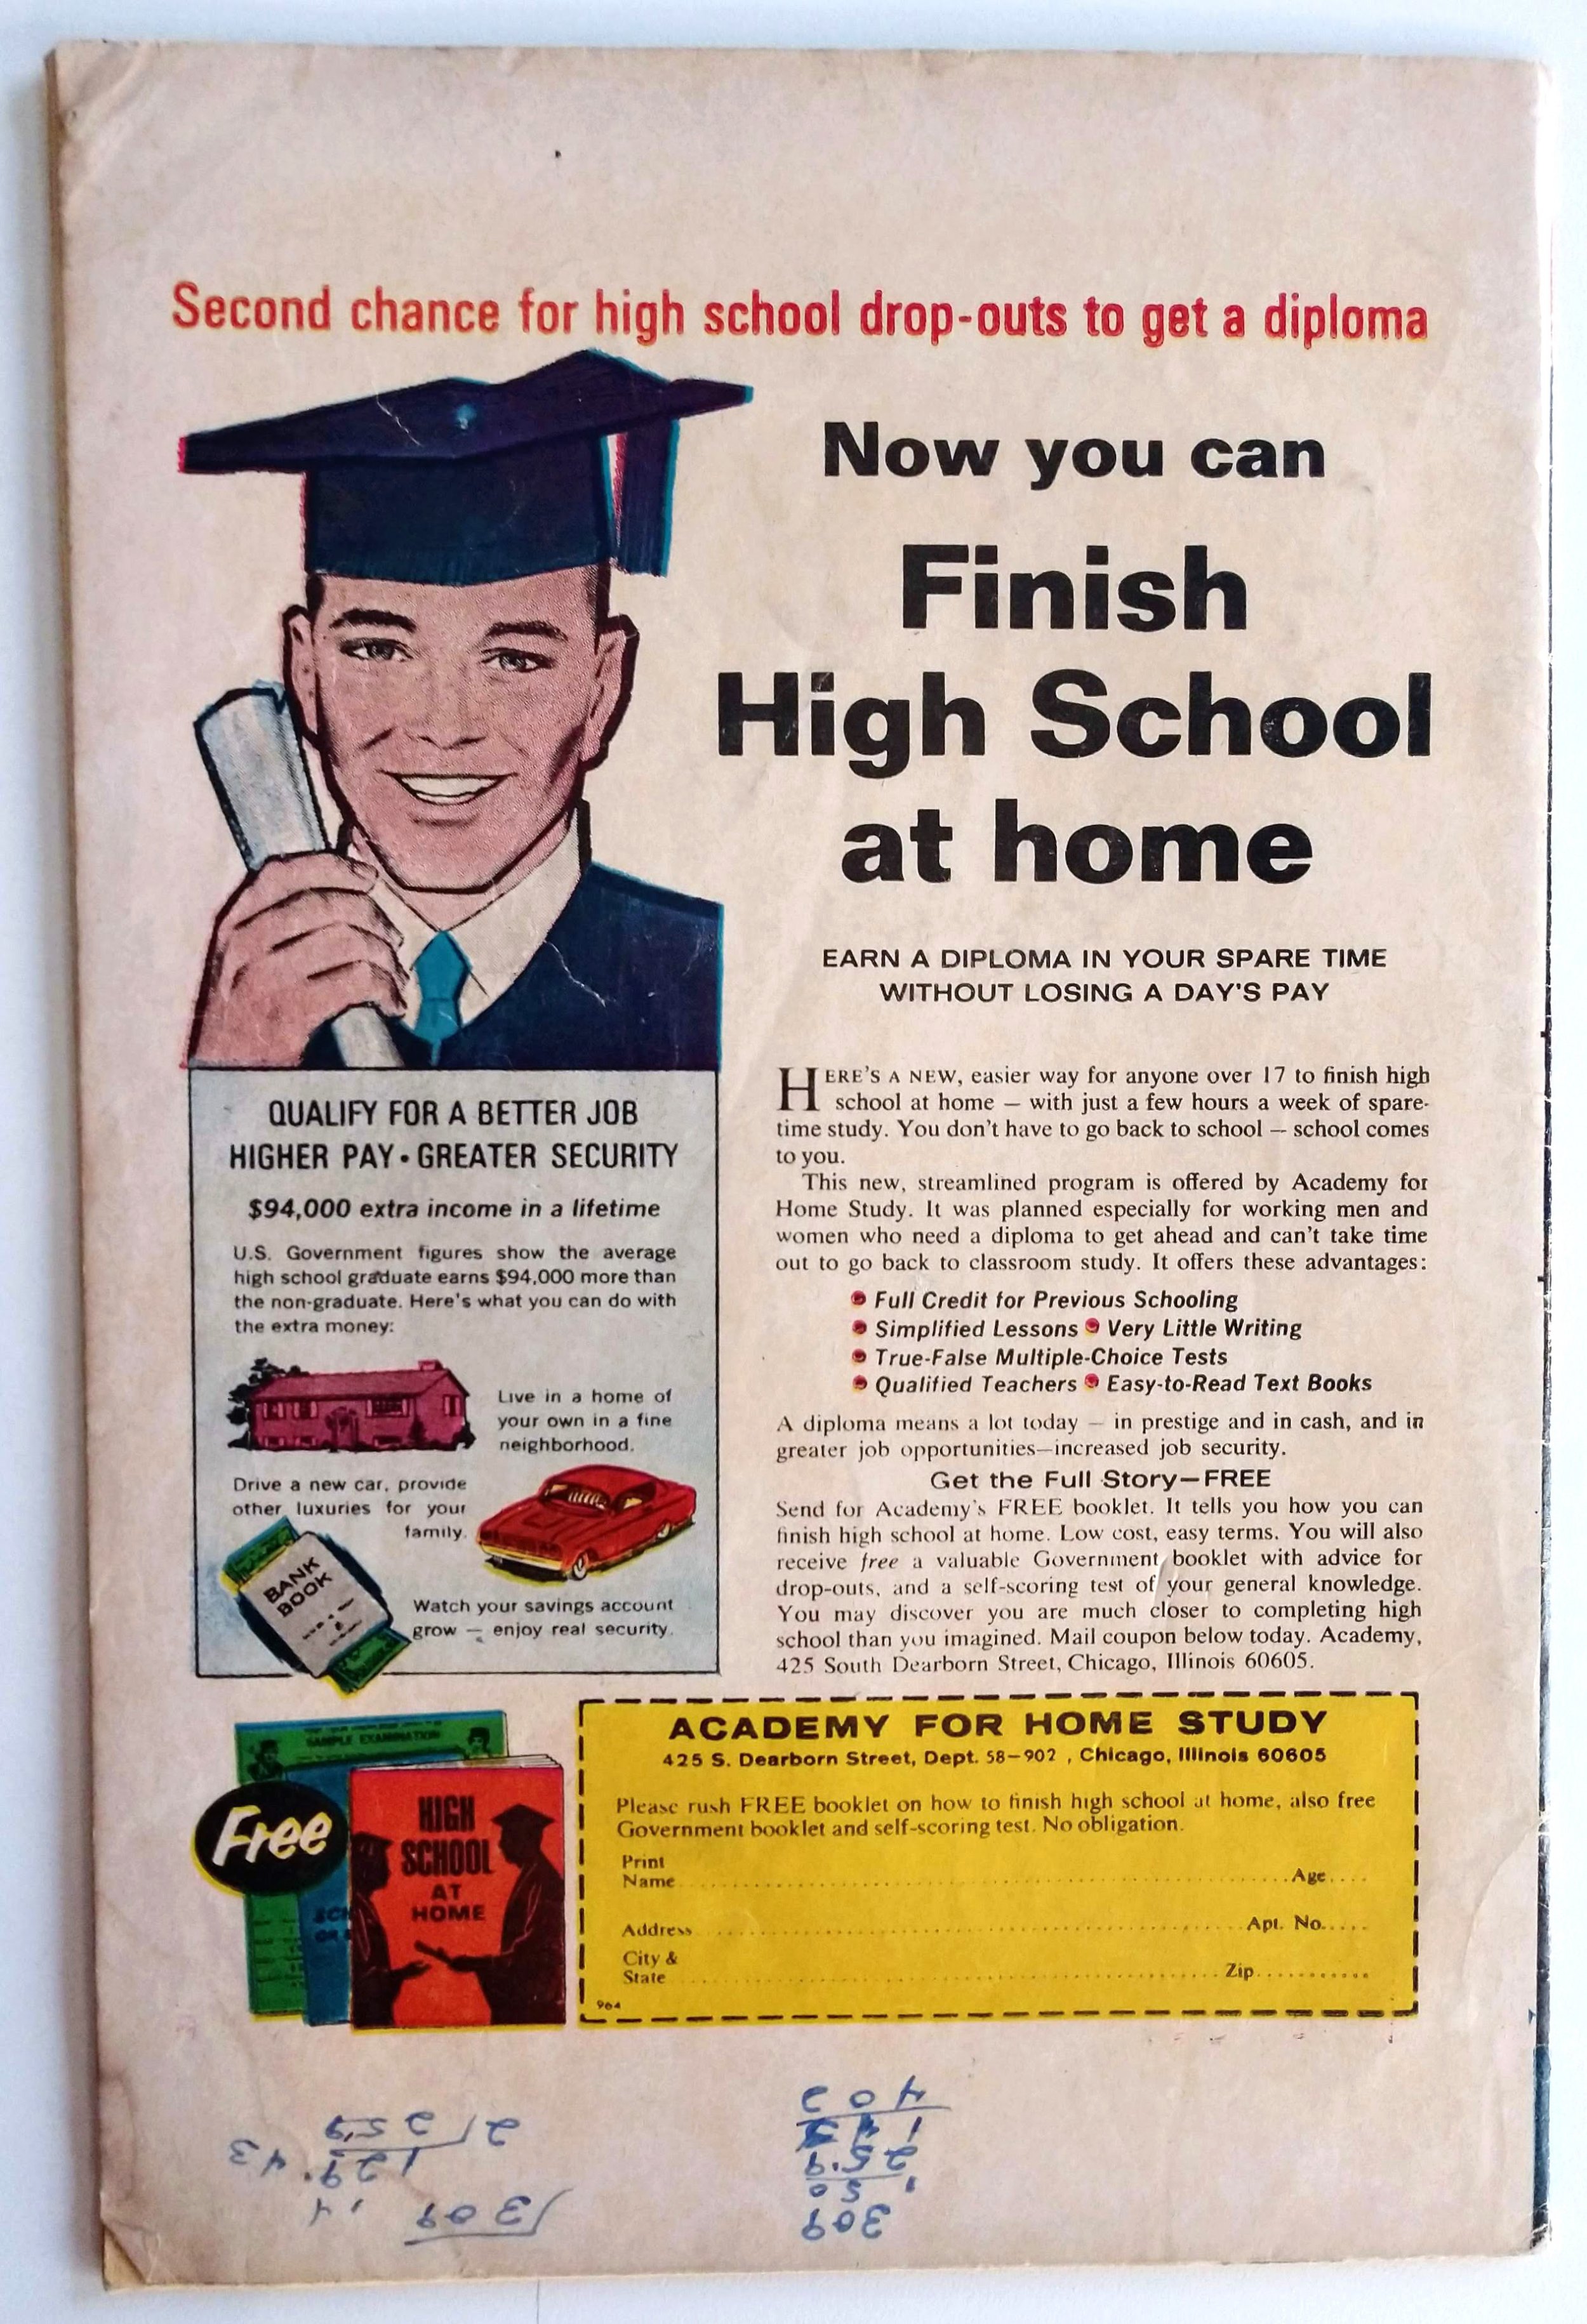 Second chance for high school drop-outs to get a diploma
Now you can
Finish
High School
at home
EARN A DIPLOMA IN YOUR SPARE TIME
WITHOUT LOSING A DAY'S PAY
HERE'S A NEW, easier way for anyone over 17 to finish high
school at home — with just a few hours a week of spare-
time study. You don't have to go back to school — school comes
to you.
This new, streamlined program is offered by Academy for
Home Study. It was planned especially for working men and
women who need a diploma to get ahead and can't take time
out to go back to classroom study. It offers these advantages:
• Full Credit for Previous Schooling
• Simplified Lessons • Very Little Writing
• True-False Multiple-Choice Tests
• Qualified Teachers • Easy-to-Read Text Books
A diploma means a lot today — in prestige and in cash, and in
greater job opportunities—increased job security.
Get the Full Story—FREE
Send for Academy's FREE booklet. It tells you how you can
finish high school at home. Low cost, easy terms. You will also
receive free a valuable Government booklet with advice for
drop-outs, and a self-scoring test of your general knowledge.
You may discover you are much closer to completing high
school than you imagined. Mail coupon below today. Academy,
425 South Dearborn Street, Chicago, Illinois 60605.
QUALIFY FOR A BETTER JOB
HIGHER PAY • GREATER SECURITY
$94,000 extra income in a lifetime
U.S. Government figures show the average
high school graduate earns $94,000 more than
the non-graduate. Here's what you can do with
the extra money:
Live in a home of
your own in a fine
neighborhood.
Drive a new car, provide
other luxuries for your
family.
BANK
BOOK
Watch your savings account
grow — enjoy real security.
SAMPLE EXAMINATION
Free
HIGH
SCHOOL
AT
HOME
ACADEMY FOR HOME STUDY
425 S. Dearborn Street, Dept. 58-902 , Chicago, Illinois 60605
Please rush FREE booklet on how to finish high school at home, also free
Government booklet and self-scoring test. No obligation.
Print
Name Age
Address Apt. No.
City &
State Zip
964
309
50
402
309
129
43